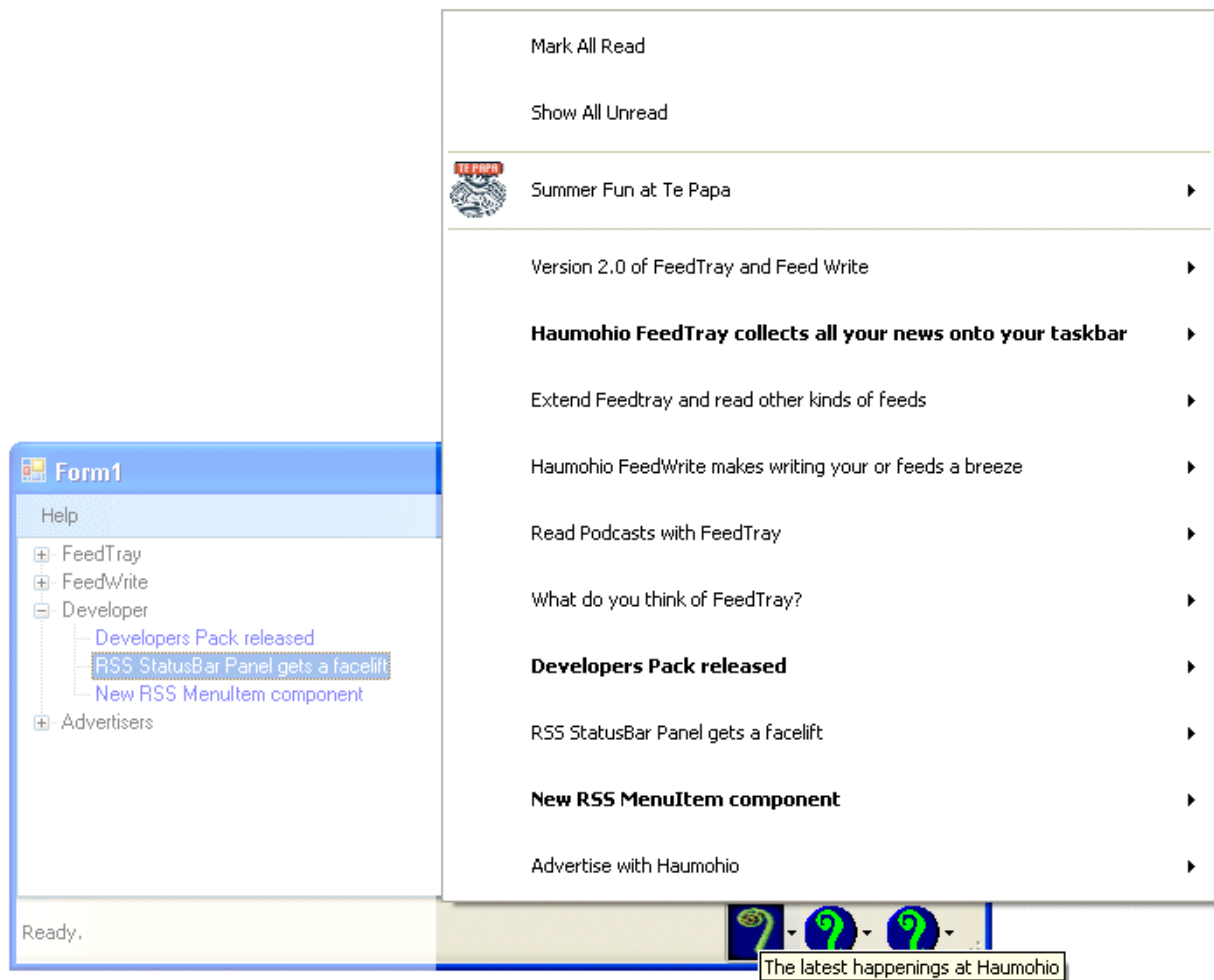 Mark All Read
Show All Unread
TE PAPA
Summer Fun at Te Papa
Version 2.0 of FeedTray and Feed Write
Haumohio FeedTray collects all your news onto your taskbar
Extend Feedtray and read other kinds of feeds
Haumohio FeedWrite makes writing your or feeds a breeze
Read Podcasts with FeedTray
What do you think of FeedTray?
Developers Pack released
RSS StatusBar Panel gets a facelift
New RSS MenuItem component
Advertise with Haumohio
Form1
Help
FeedTray
FeedWrite
Developer
Developers Pack released
RSS StatusBar Panel gets a facelift
New RSS MenuItem component
Advertisers
Ready.
The latest happenings at Haumohio